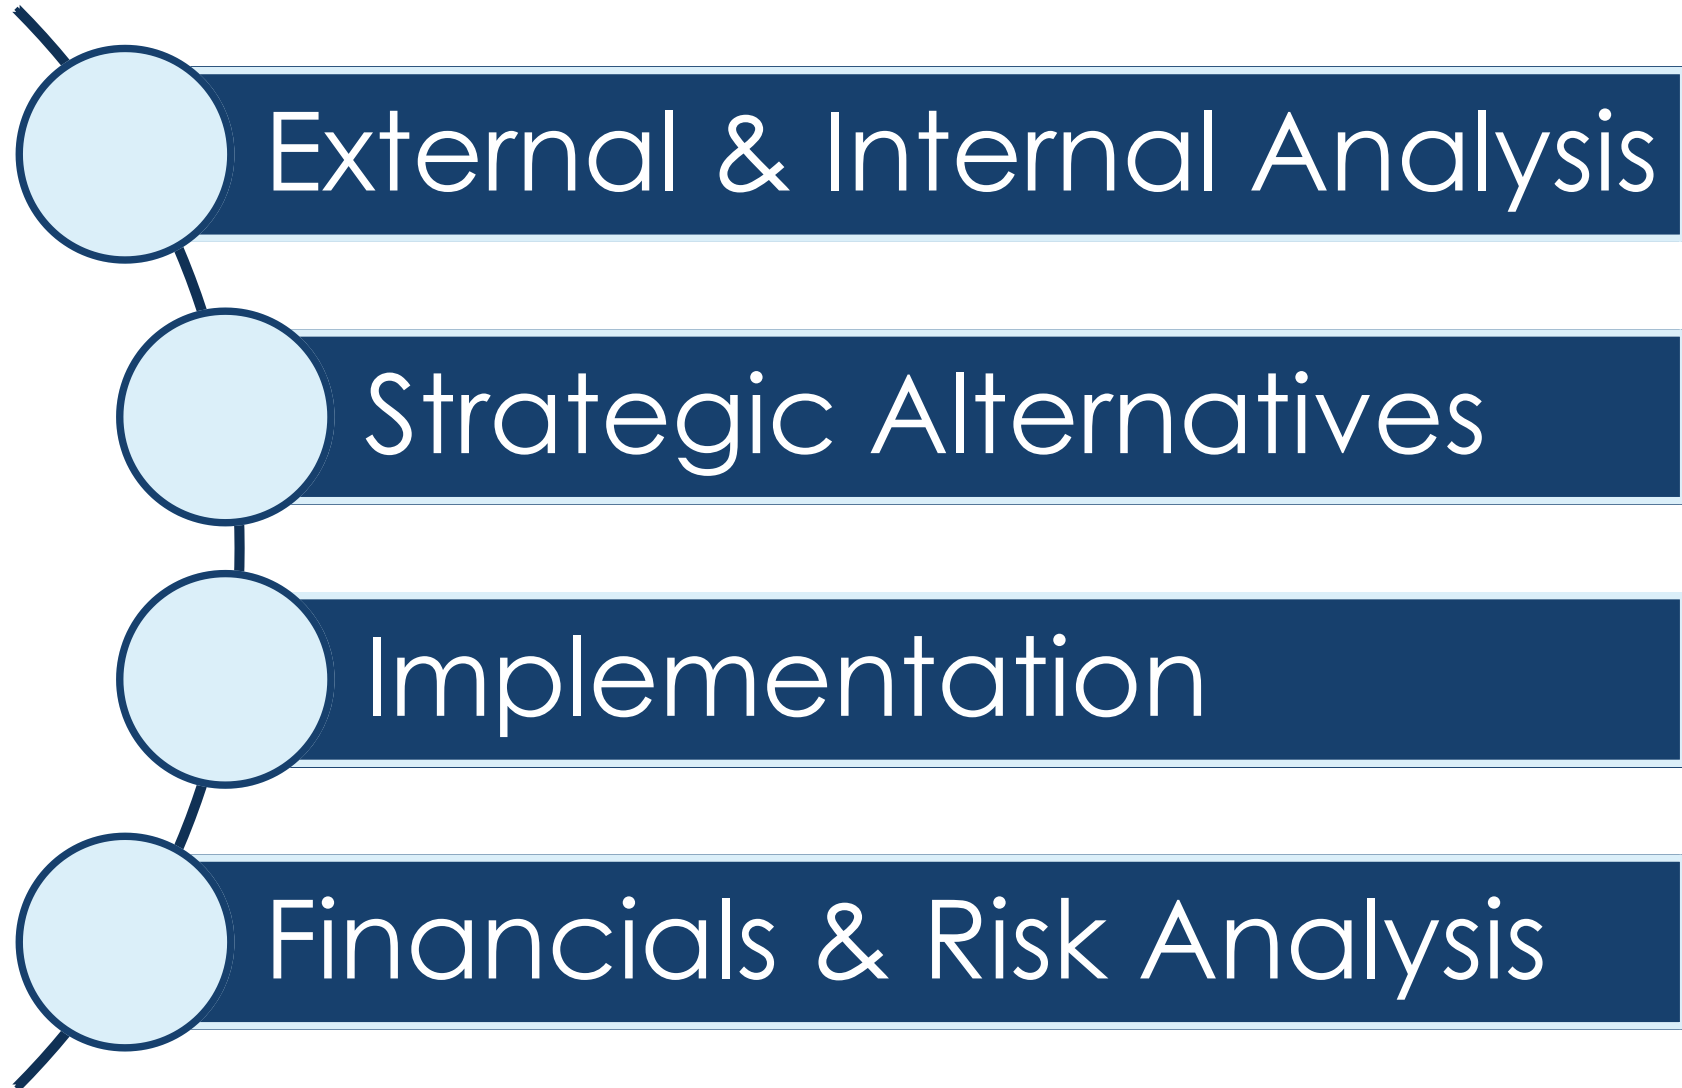 External & Internal Analysis
Strategic Alternatives
Implementation
Financials & Risk Analysis